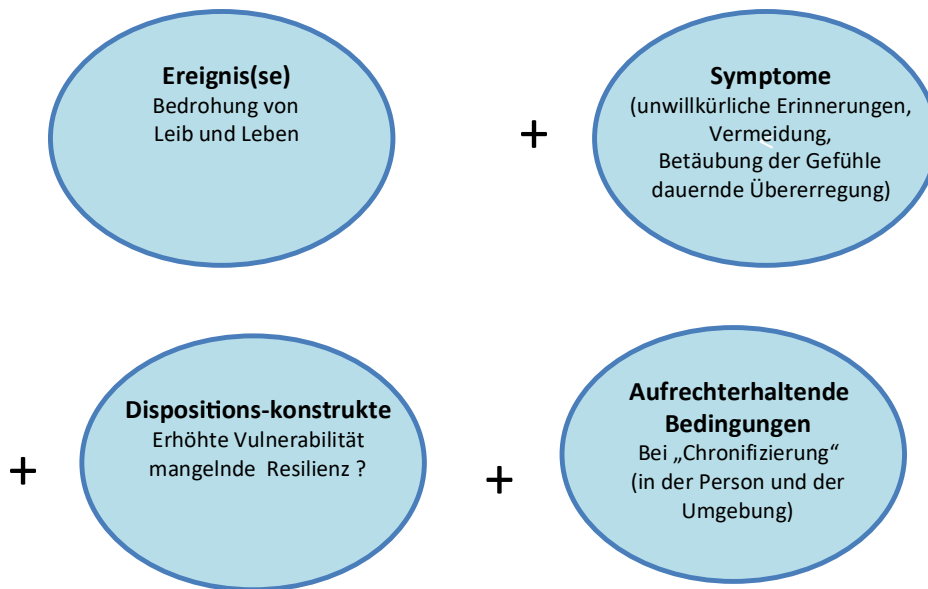 Ereignis(se)
Bedrohung von
Leib und Leben
+
Symptome
(unwillkürliche Erinnerungen,
Vermeidung,
Betäubung der Gefühle
dauernde Übererregung)
+
Dispositions-konstrukte
Erhöhte Vulnerabilität
mangelnde Resilienz ?
+
Aufrechterhaltende
Bedingungen
Bei „Chronifizierung“
(in der Person und der
Umgebung)